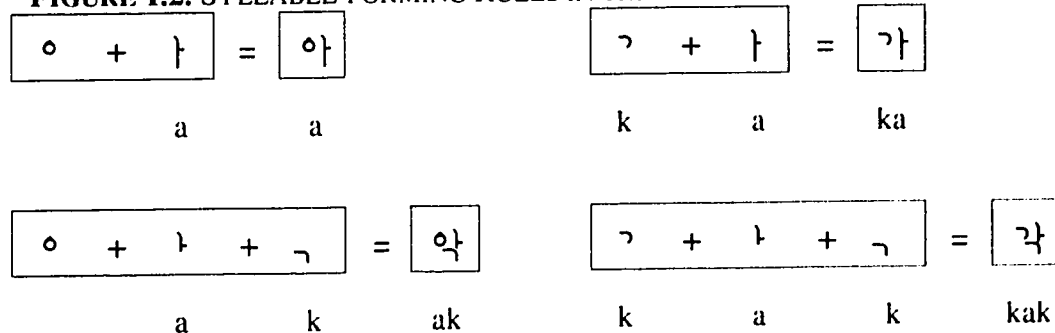 FIGURE 1.2. SYLLABLE FORMING RULES
ㅇ + ㅏ = 아 ㄱ + ㅏ = 가
a a k a ka
ㅇ + ㅏ + ㄱ = 악 ㄱ + ㅏ + ㄱ = 각
a k ak k a k kak